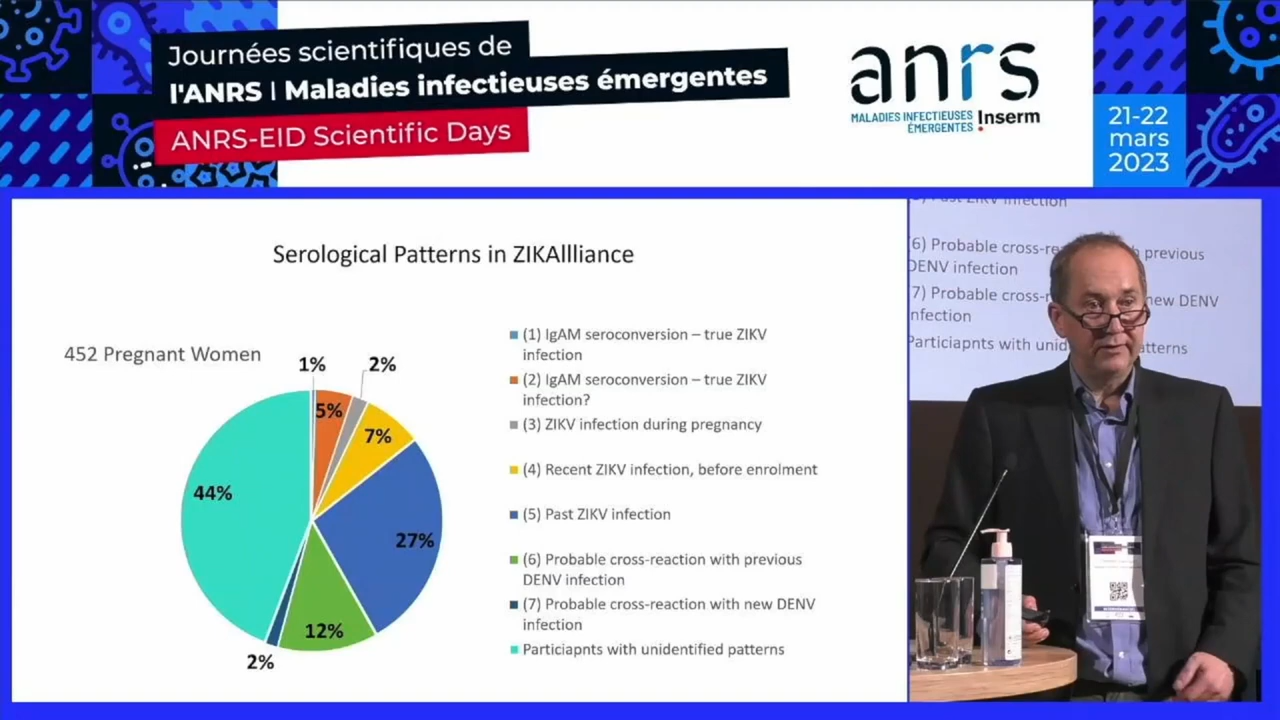 Journées scientifiques de
l'ANRS | Maladies infectieuses émergentes
ANRS-EID Scientific Days
anrs
MALADIES INFECTIEUSES
ÉMERGENTES
Inserm
21-22
mars
2023
Serological Patterns in ZIKAllliance
452 Pregnant Women
1%
2%
5%
7%
44%
27%
12%
2%
(1) IgAM seroconversion – true ZIKV
infection
(2) IgAM seroconversion – true ZIKV
infection?
(3) ZIKV infection during pregnancy
(4) Recent ZIKV infection, before enrolment
(5) Past ZIKV infection
(6) Probable cross-reaction with previous
DENV infection
(7) Probable cross-reaction with new DENV
infection
Particiapnts with unidentified patterns
Past ZIKV infection
6) Probable cross-re previous
DENV infection
7) Probable cross- new DENV
nfection
Particiapnts with unid tterns